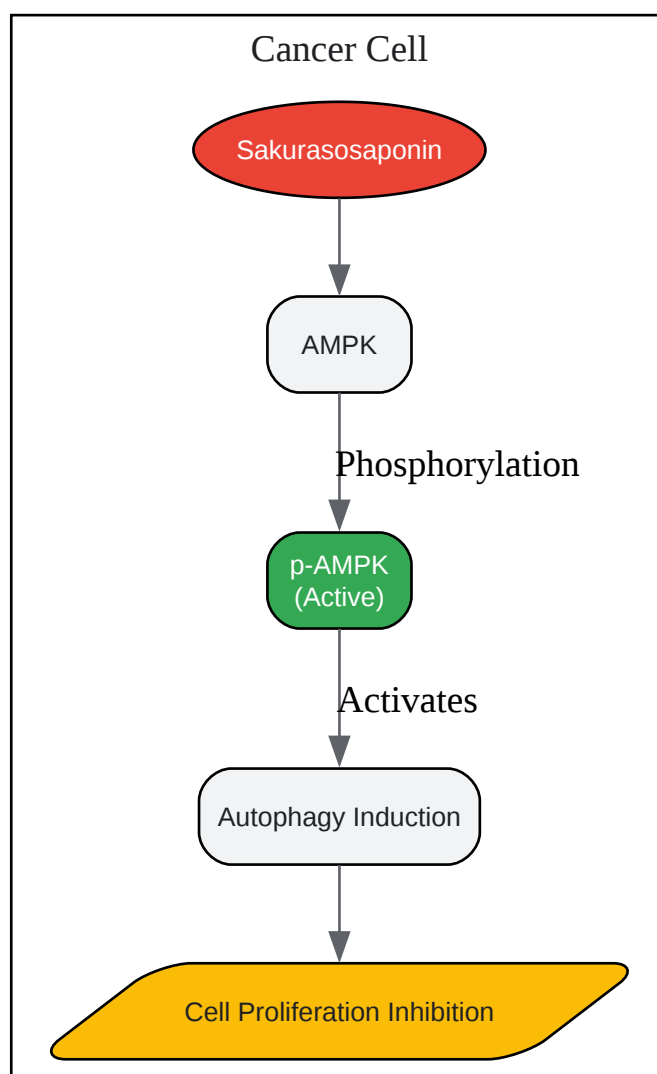 Cancer Cell
Sakurasosaponin
AMPK
Phosphorylation
p-AMPK
(Active)
Activates
Autophagy Induction
Cell Proliferation Inhibition